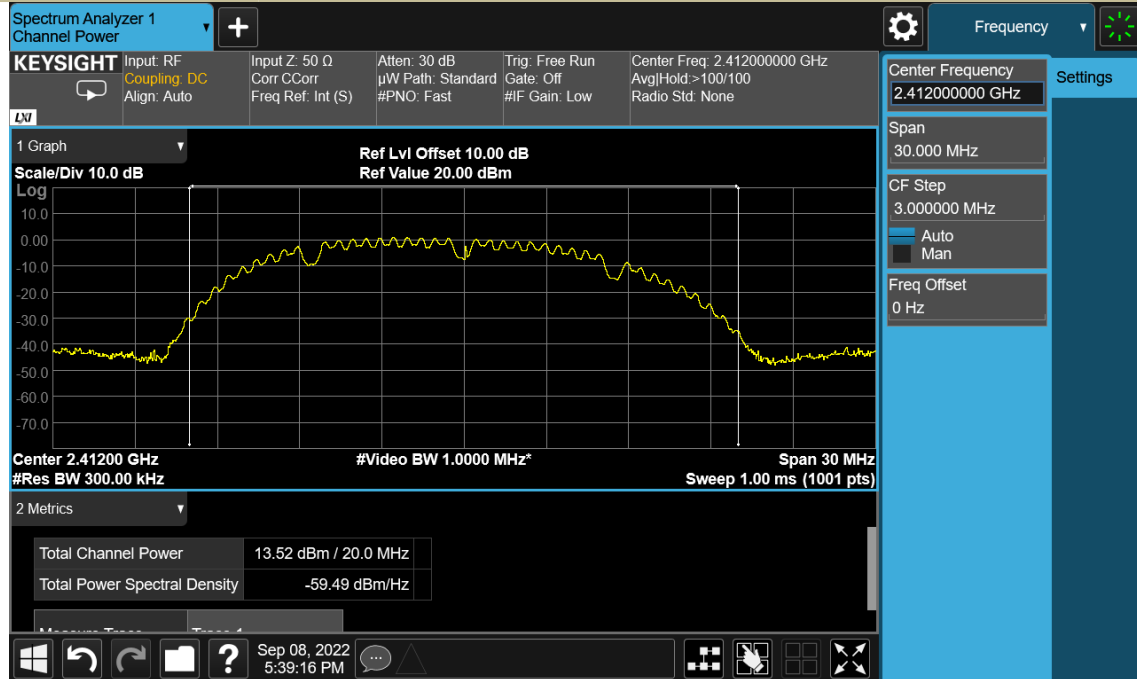 Spectrum Analyzer 1
Channel Power
Frequency
KEYSIGHT
LXI
Input: RF
Coupling: DC
Align: Auto
Input Z: 50 Ω
Corr CCorr
Freq Ref: Int (S)
Atten: 30 dB
µW Path: Standard
#PNO: Fast
Trig: Free Run
Gate: Off
#IF Gain: Low
Center Freq: 2.412000000 GHz
Avg|Hold:>100/100
Radio Std: None
Center Frequency
2.412000000 GHz
Settings
Span
30.000 MHz
CF Step
3.000000 MHz
Auto
Man
Freq Offset
0 Hz
1 Graph
Scale/Div 10.0 dB
Ref Lvl Offset 10.00 dB
Ref Value 20.00 dBm
Log
10.0
0.00
-10.0
-20.0
-30.0
-40.0
-50.0
-60.0
-70.0
Center 2.41200 GHz
#Video BW 1.0000 MHz*
Span 30 MHz
#Res BW 300.00 kHz
Sweep 1.00 ms (1001 pts)
2 Metrics
Total Channel Power 13.52 dBm / 20.0 MHz
Total Power Spectral Density -59.49 dBm/Hz
Measure Trace Trace 1
?
Sep 08, 2022
5:39:16 PM